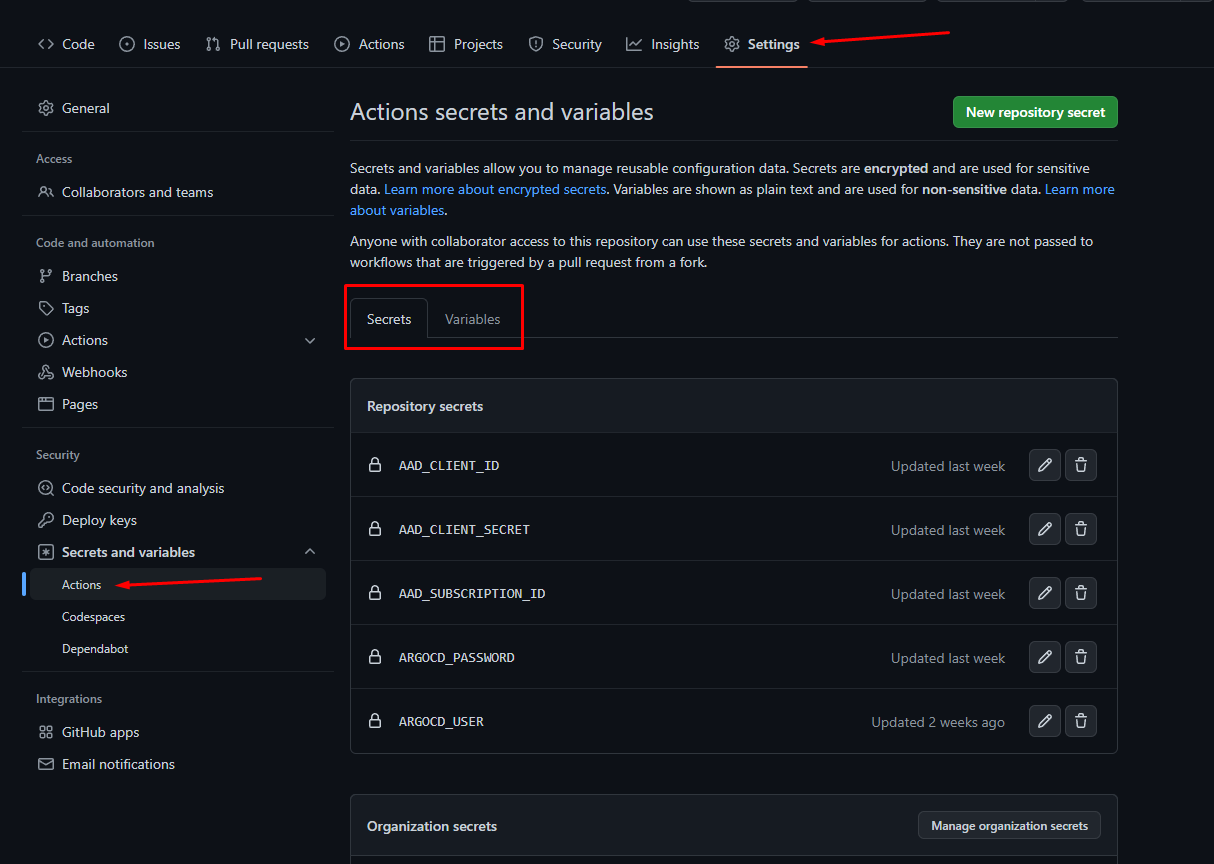 Code Issues Pull requests Actions Projects Security Insights Settings
General
Access
Collaborators and teams
Code and automation
Branches
Tags
Actions
Webhooks
Pages
Security
Code security and analysis
Deploy keys
Secrets and variables
Actions
Codespaces
Dependabot
Integrations
GitHub apps
Email notifications
Actions secrets and variables
New repository secret
Secrets and variables allow you to manage reusable configuration data. Secrets are encrypted and are used for sensitive
data. Learn more about encrypted secrets. Variables are shown as plain text and are used for non-sensitive data. Learn more
about variables.
Anyone with collaborator access to this repository can use these secrets and variables for actions. They are not passed to
workflows that are triggered by a pull request from a fork.
Secrets Variables
Repository secrets
AAD_CLIENT_ID Updated last week
AAD_CLIENT_SECRET Updated last week
AAD_SUBSCRIPTION_ID Updated last week
ARGOCD_PASSWORD Updated last week
ARGOCD_USER Updated 2 weeks ago
Organization secrets Manage organization secrets